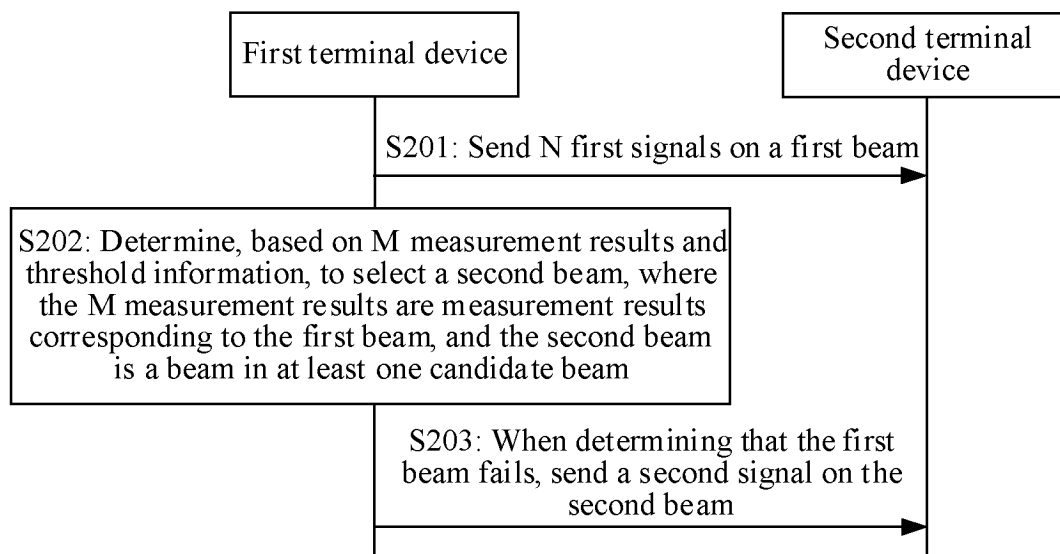 First terminal device
Second terminal
device
S201: Send N first signals on a first beam
S202: Determine, based on M measurement results and
threshold information, to select a second beam, where
the M measurement results are measurement results
corresponding to the first beam, and the second beam
is a beam in at least one candidate beam
S203: When determining that the first
beam fails, send a second signal on the
second beam